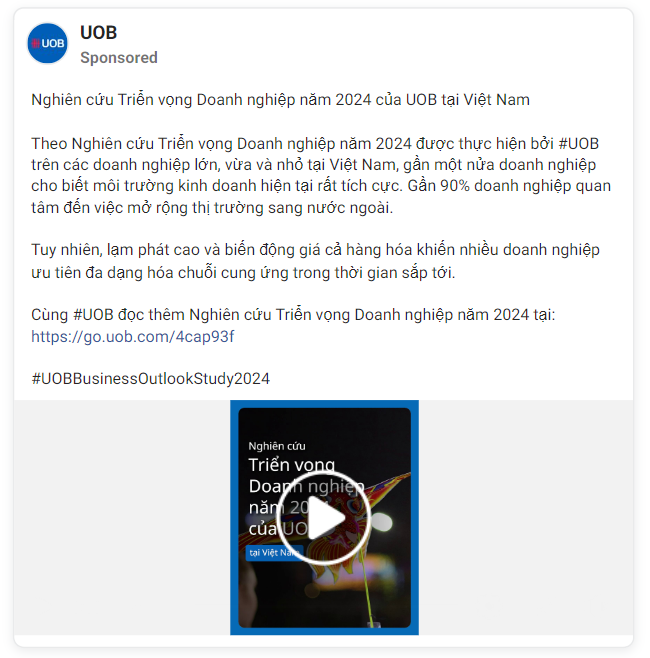 UOB
UOB
Sponsored
Nghiên cứu Triển vọng Doanh nghiệp năm 2024 của UOB tại Việt Nam
Theo Nghiên cứu Triển vọng Doanh nghiệp năm 2024 được thực hiện bởi #UOB
trên các doanh nghiệp lớn, vừa và nhỏ tại Việt Nam, gần một nửa doanh nghiệp
cho biết môi trường kinh doanh hiện tại rất tích cực. Gần 90% doanh nghiệp quan
tâm đến việc mở rộng thị trường sang nước ngoài.
Tuy nhiên, lạm phát cao và biến động giá cả hàng hóa khiến nhiều doanh nghiệp
ưu tiên đa dạng hóa chuỗi cung ứng trong thời gian sắp tới.
Cùng #UOB đọc thêm Nghiên cứu Triển vọng Doanh nghiệp năm 2024 tại:
https://go.uob.com/4cap93f
#UOBBusinessOutlookStudy2024
Nghiên cứu
Triển vọng
Doanh nghiệp
năm 2024
của UOB
tại Việt Nam